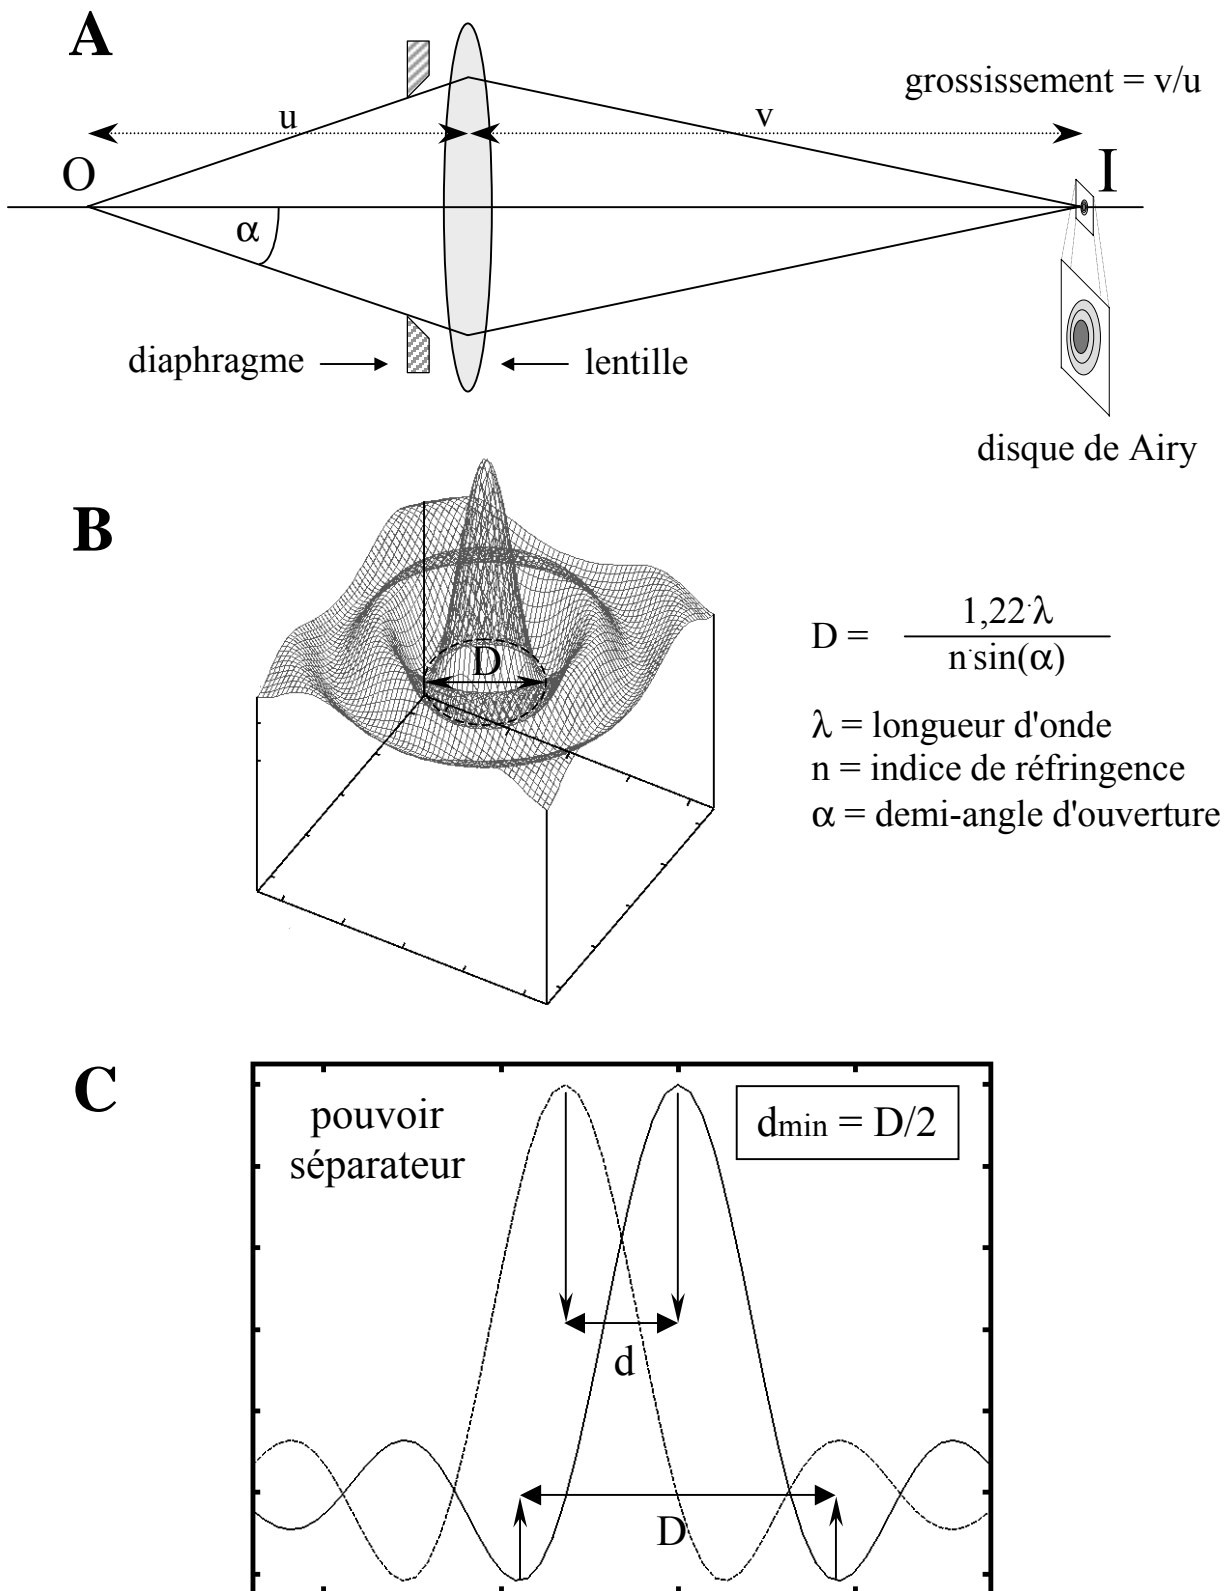 A
grossissement = v/u
u
v
O
I
α
diaphragme
lentille
disque de Airy
B
D
D = 1,22·λ
n·sin(α)
λ = longueur d'onde
n = indice de réfringence
α = demi-angle d'ouverture
C
pouvoir
séparateur
dmin = D/2
d
D